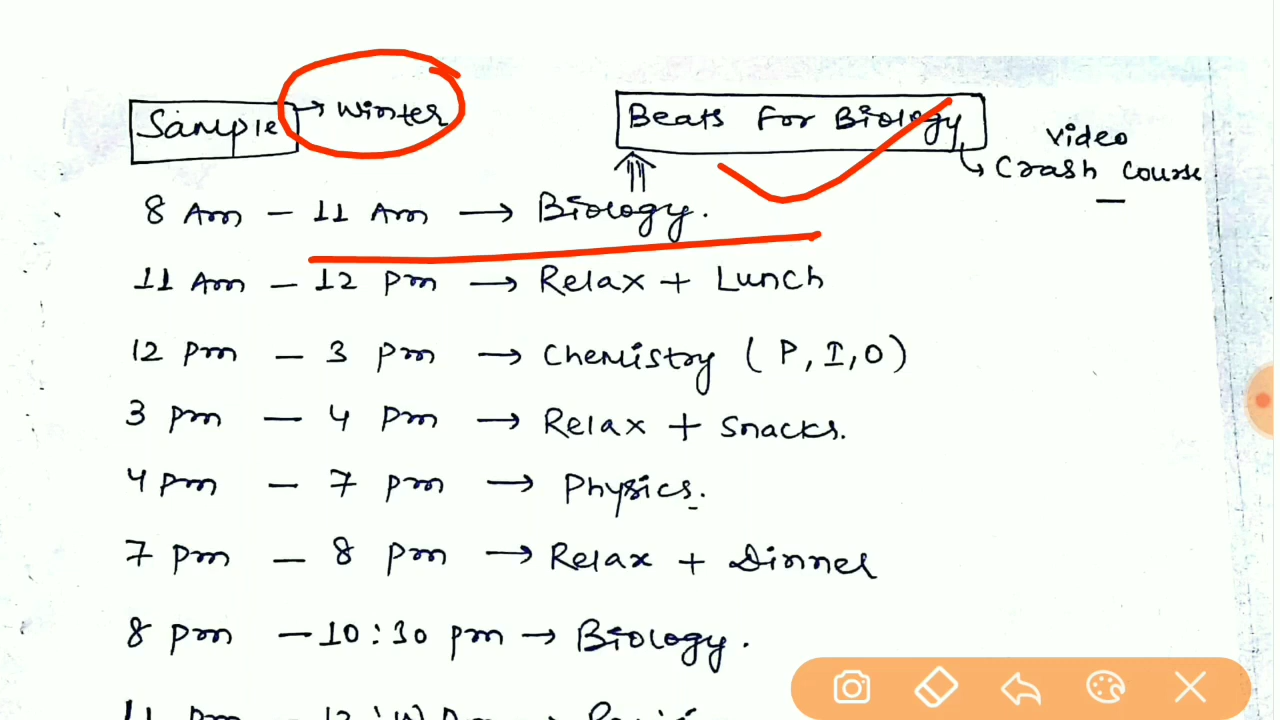 Sample → Winter
Beats For Biology
video
Crash Course
8 Am - 11 Am → Biology.
11 Am - 12 pm → Relax + Lunch
12 pm - 3 pm → Chemistry (P, I, O)
3 pm - 4 pm → Relax + Snacks.
4 pm - 7 pm → Physics.
7 pm - 8 pm → Relax + Dinner
8 pm - 10:30 pm → Biology.
11 pm